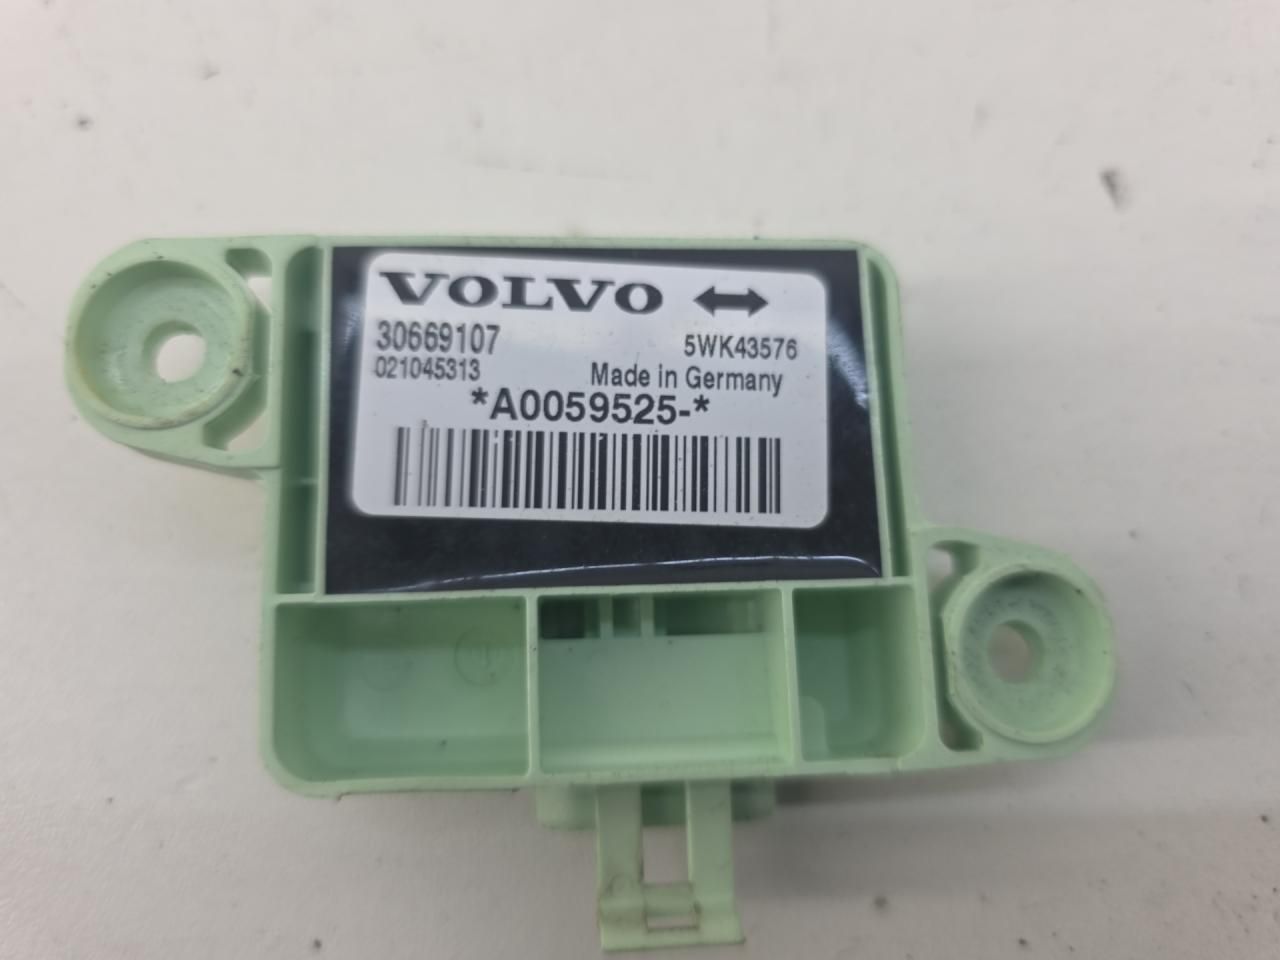 VOLVO
30669107 5WK43576
021045313 Made in Germany
*A0059525-*